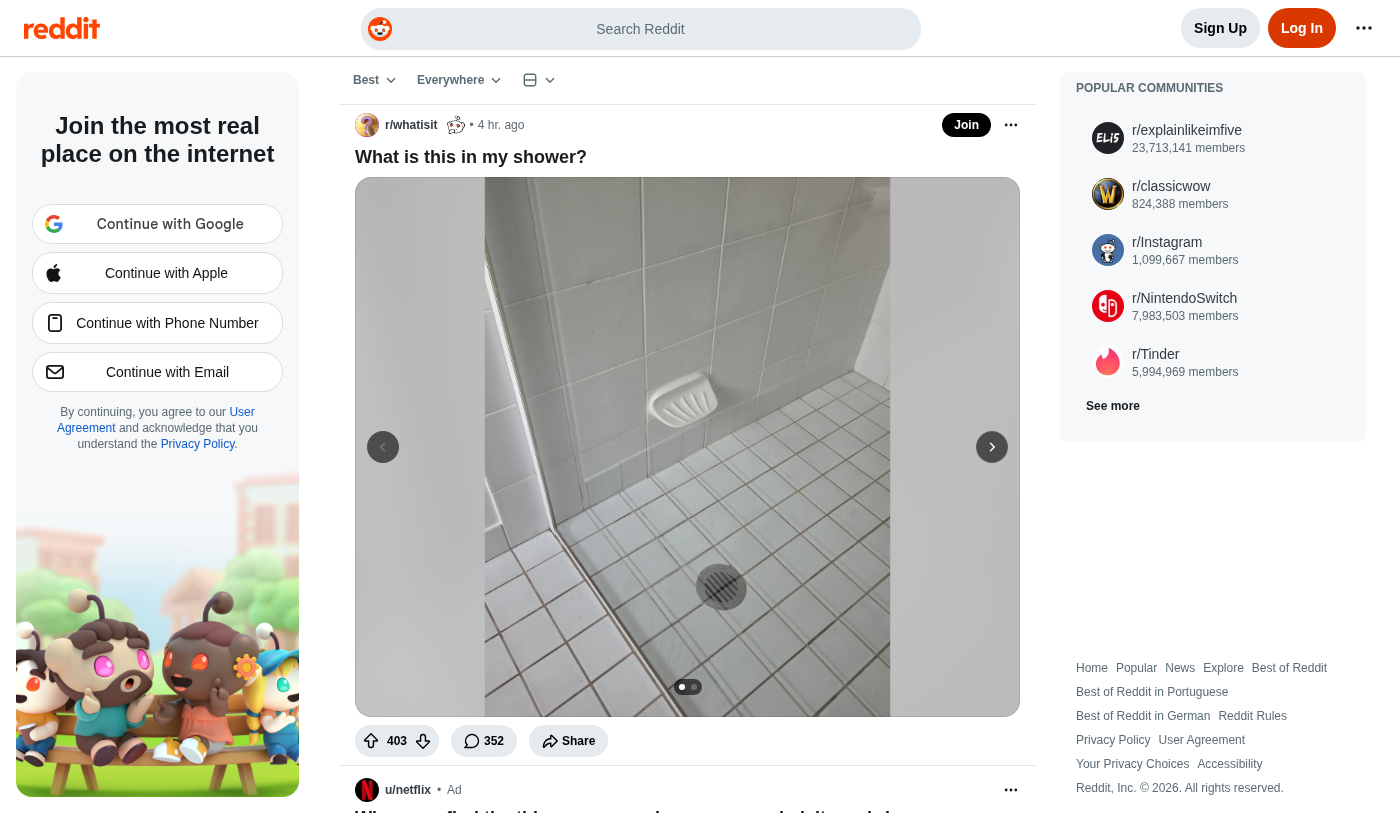 reddit
Search Reddit
Sign Up
Log In
Join the most real
place on the internet
Continue with Google
Continue with Apple
Continue with Phone Number
Continue with Email
By continuing, you agree to our User
Agreement and acknowledge that you
understand the Privacy Policy.
Best
Everywhere
r/whatisit • 4 hr. ago
Join
What is this in my shower?
403
352
Share
u/netflix • Ad
POPULAR COMMUNITIES
ELI5
r/explainlikeimfive
23,713,141 members
W
r/classicwow
824,388 members
r/Instagram
1,099,667 members
r/NintendoSwitch
7,983,503 members
r/Tinder
5,994,969 members
See more
Home Popular News Explore Best of Reddit
Best of Reddit in Portuguese
Best of Reddit in German Reddit Rules
Privacy Policy User Agreement
Your Privacy Choices Accessibility
Reddit, Inc. © 2026. All rights reserved.